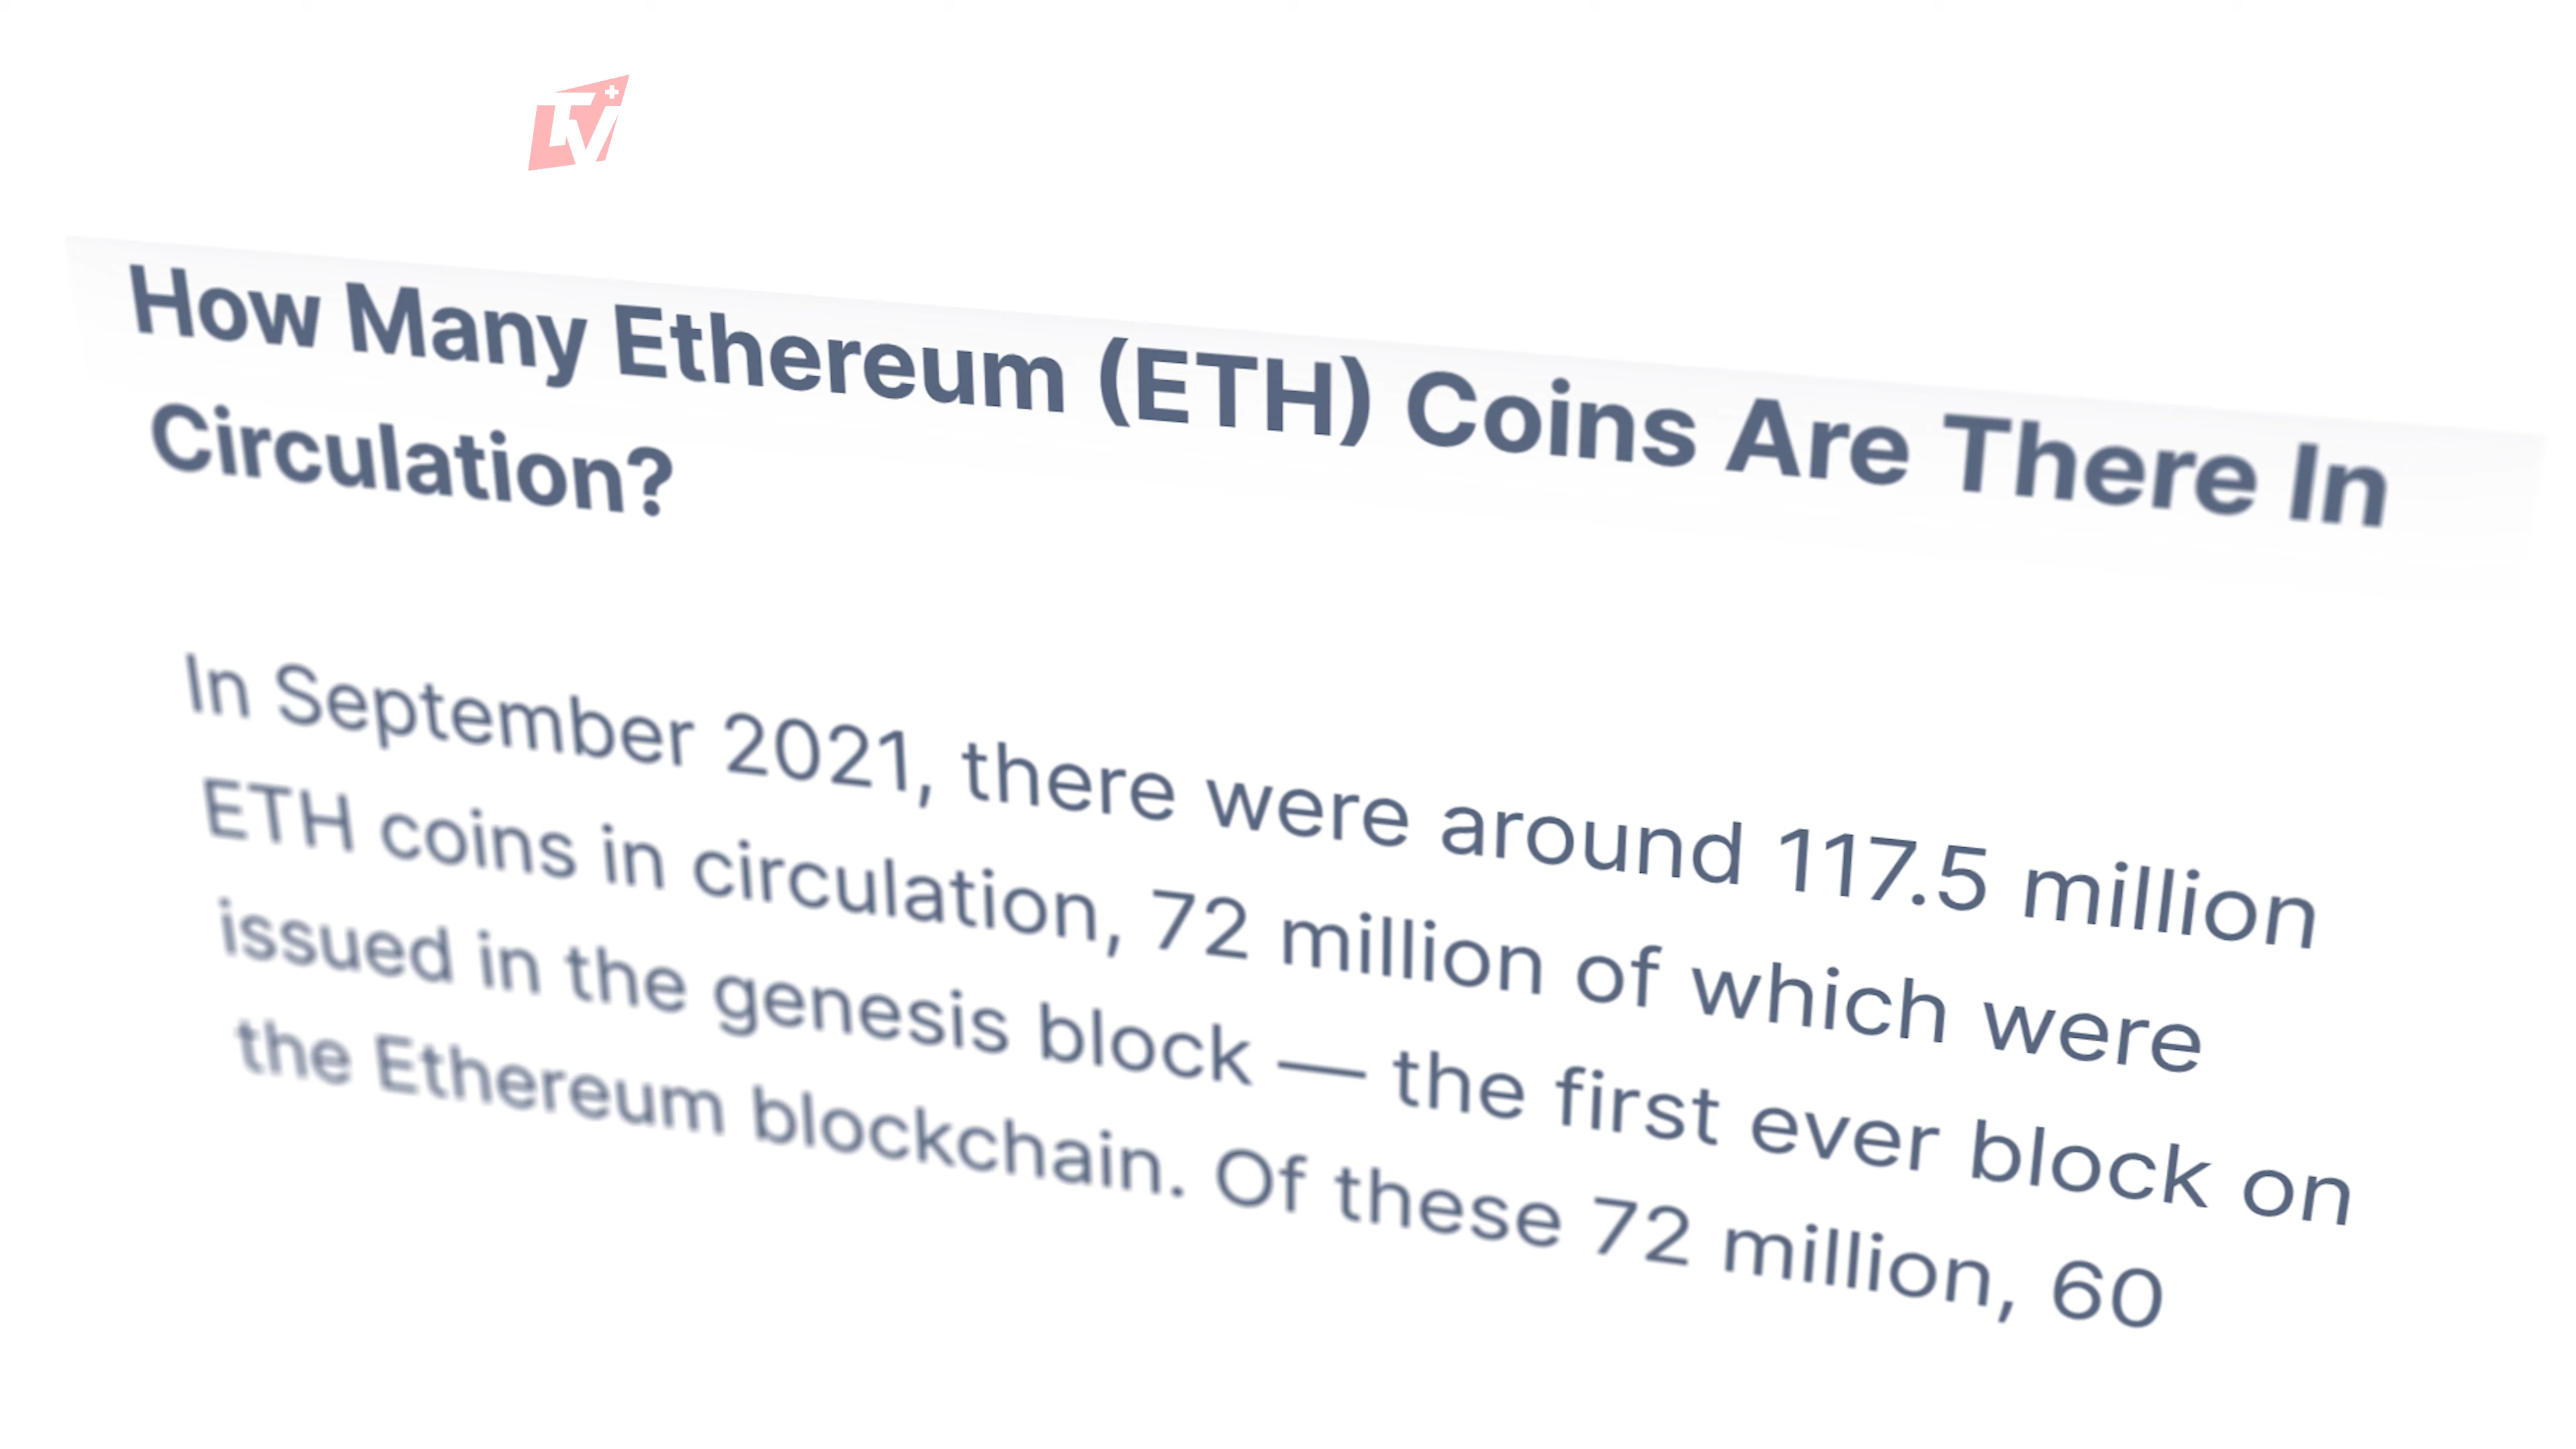 TV+
How Many Ethereum (ETH) Coins Are There In
Circulation?
In September 2021, there were around 117.5 million
ETH coins in circulation, 72 million of which were
issued in the genesis block — the first ever block on
the Ethereum blockchain. Of these 72 million, 60